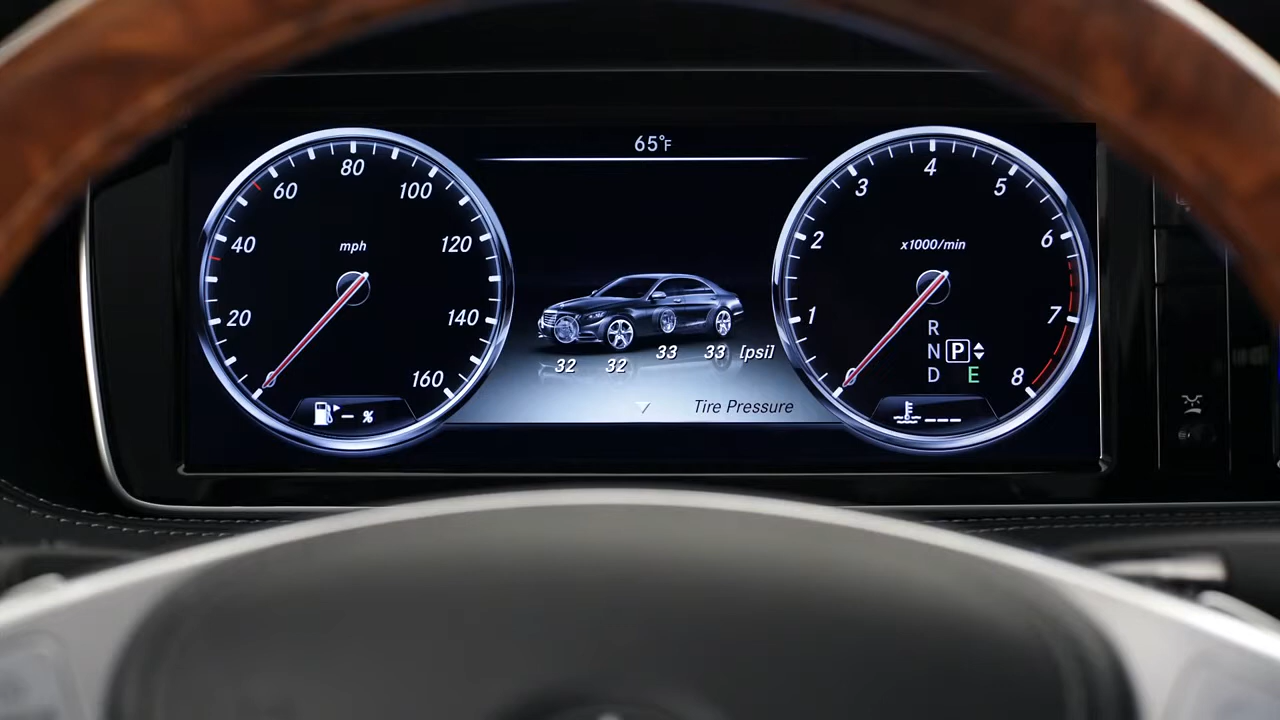 65°F
80
60
100
40
120
mph
20
140
160
– %
32 32 33 33 [psi]
Tire Pressure
4
3
5
2
6
x1000/min
1
7
R
N P
D E
0
8
_ _ _